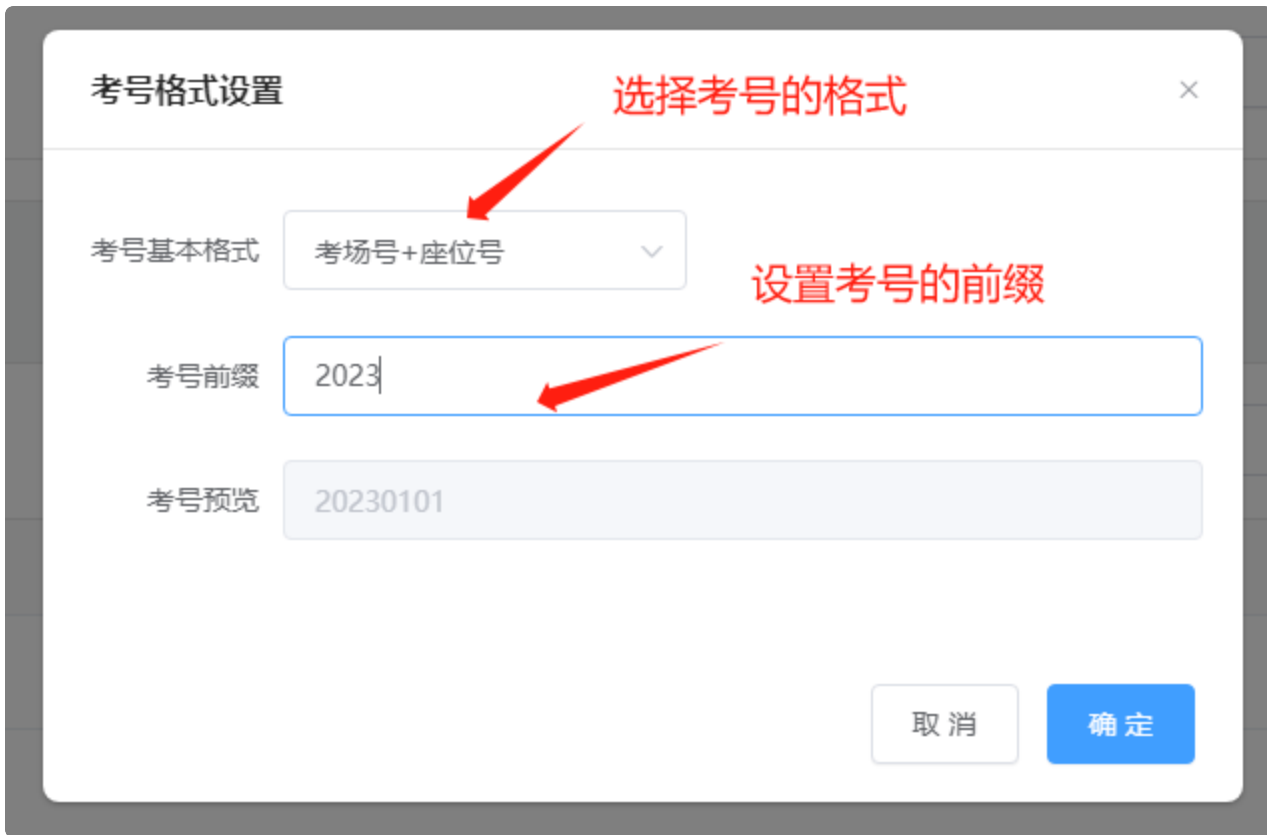 考号格式设置
选择考号的格式
×
考号基本格式
考场号+座位号
设置考号的前缀
考号前缀
2023
考号预览
20230101
取 消
确 定